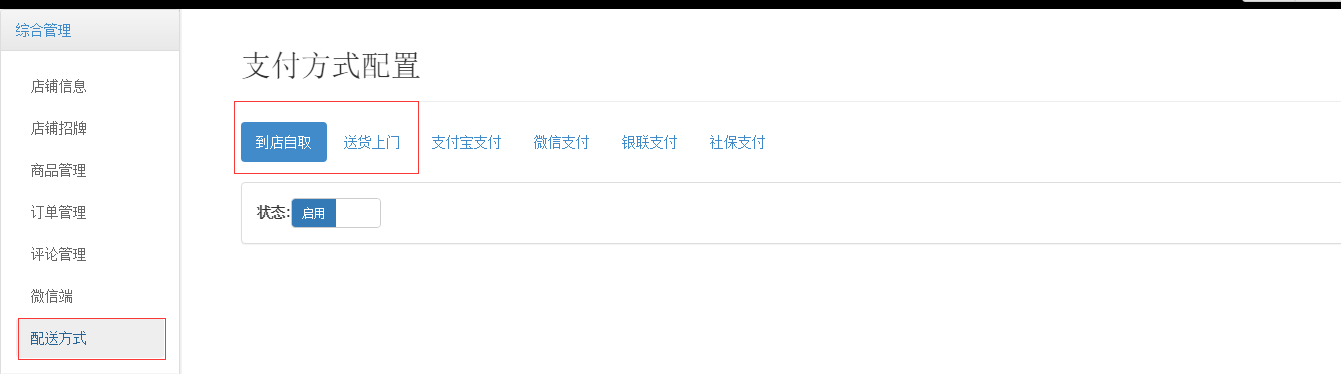 综合管理
店铺信息
店铺招牌
商品管理
订单管理
评论管理
微信端
配送方式
支付方式配置
到店自取 送货上门 支付宝支付 微信支付 银联支付 社保支付
状态: 启用